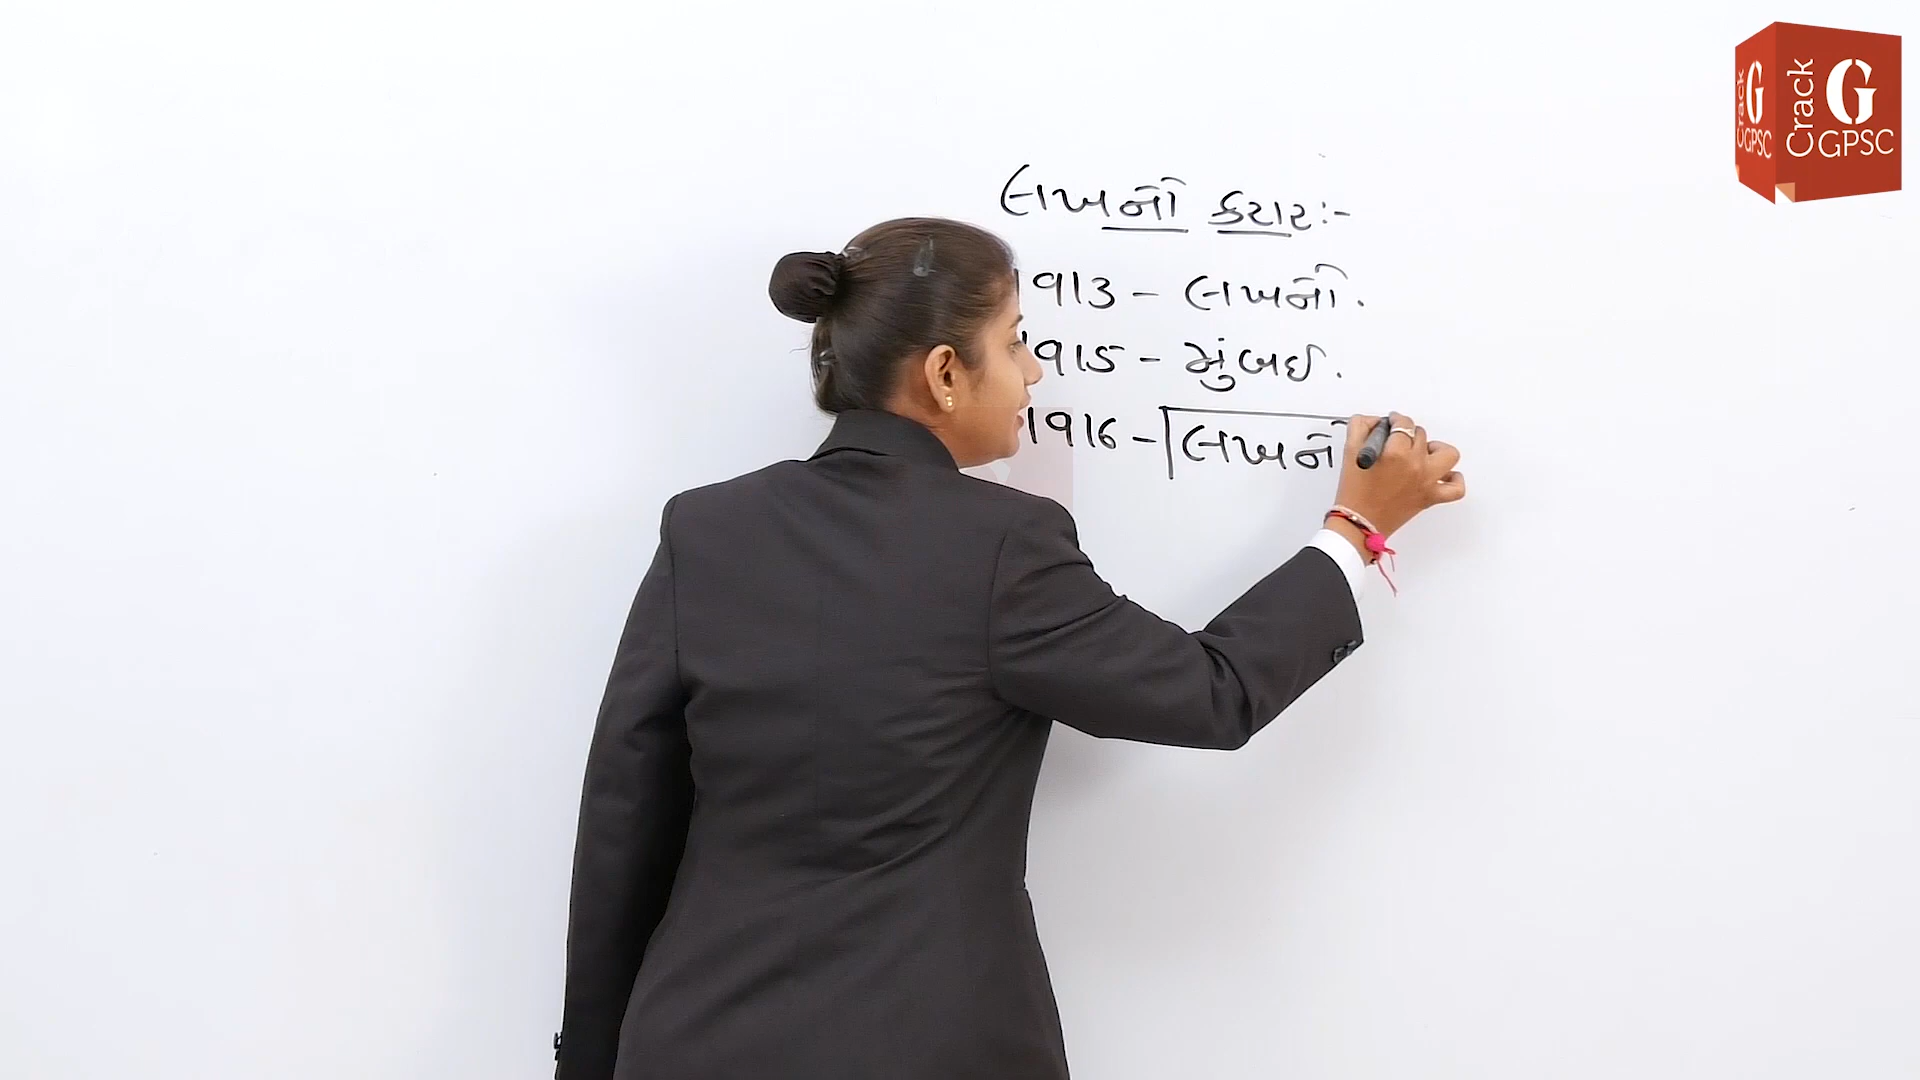 લખનૌ કરાર:-
1913 - લખનૌ.
1915 - મુંબઈ.
1916 - લખનૌ
Crack GPSC
G
Crack GPSC
G